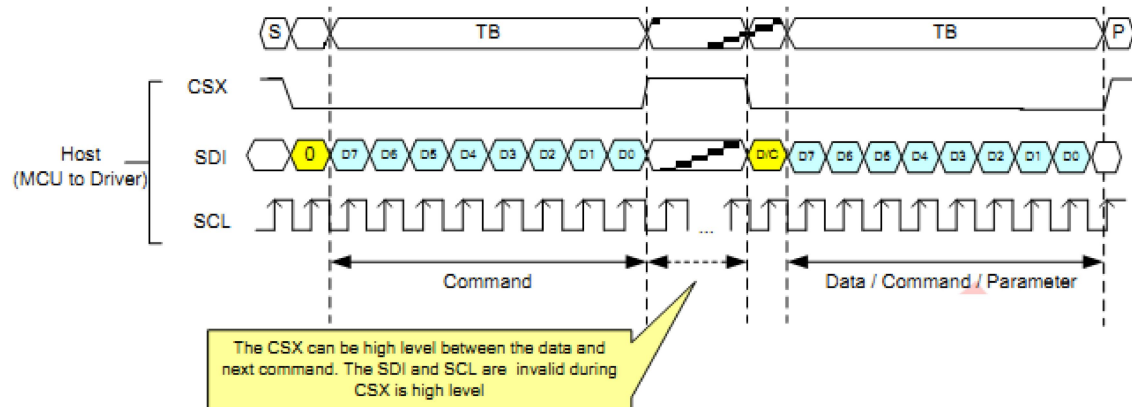 S TB TB P
CSX
Host
(MCU to Driver)
SDI 0 D7 D6 D5 D4 D3 D2 D1 D0 D/C D7 D6 D5 D4 D3 D2 D1 D0
SCL ...
Command Data / Command / Parameter
The CSX can be high level between the data and
next command. The SDI and SCL are invalid during
CSX is high level